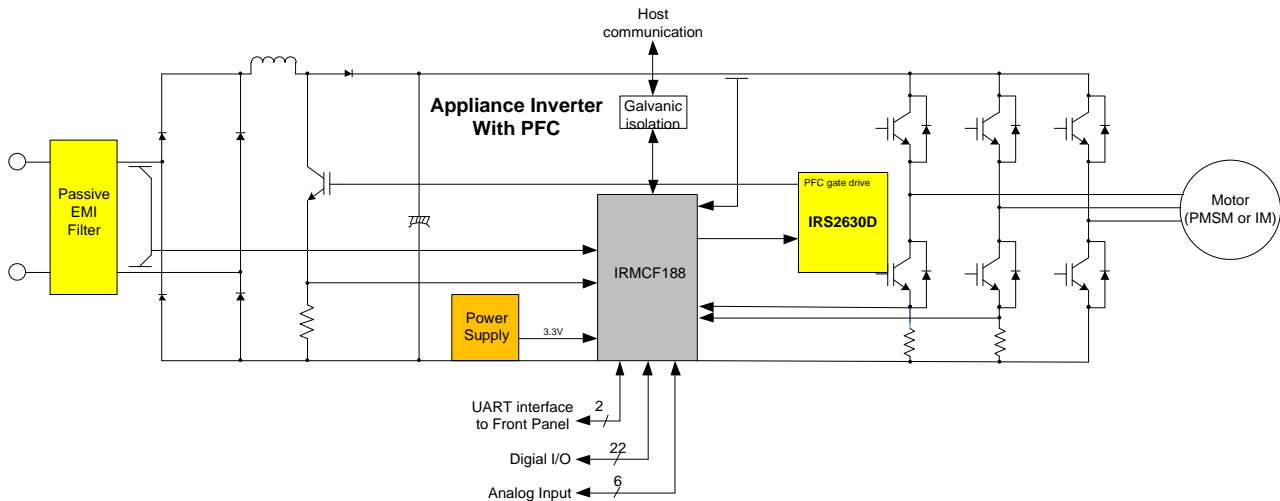 Host
communication
Appliance Inverter
With PFC
Galvanic
isolation
Passive
EMI
Filter
PFC gate drive
IRS2630D
Motor
(PMSM or IM)
IRMCF188
Power
Supply
3.3V
UART interface
to Front Panel
2
Digial I/O
22
Analog Input
6